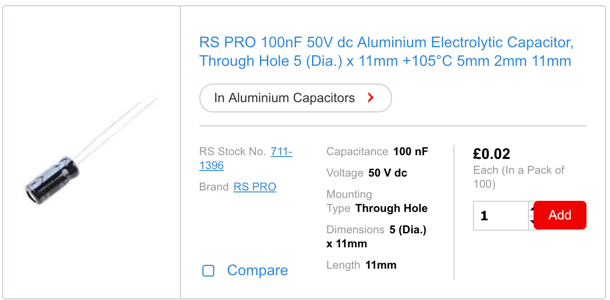 RS PRO 100nF 50V dc Aluminium Electrolytic Capacitor,
Through Hole 5 (Dia.) x 11mm +105°C 5mm 2mm 11mm
In Aluminium Capacitors
RS Stock No. 711-
1396
Brand RS PRO
Compare
Capacitance 100 nF
Voltage 50 V dc
Mounting
Type Through Hole
Dimensions 5 (Dia.)
x 11mm
Length 11mm
£0.02
Each (In a Pack of
100)
1
Add